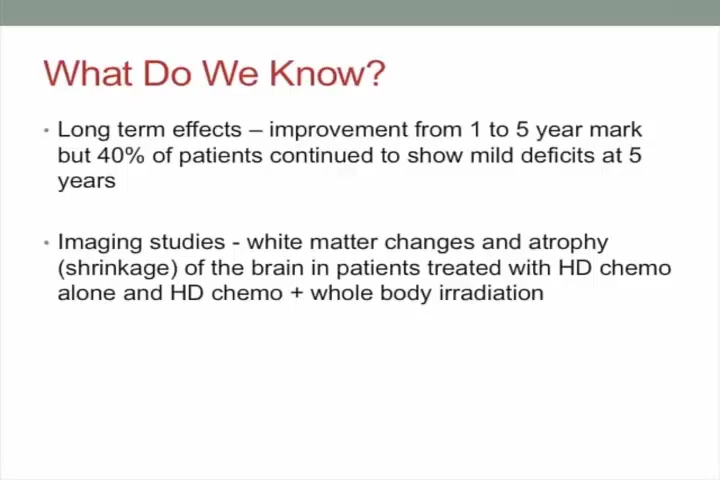 What Do We Know?
• Long term effects – improvement from 1 to 5 year mark
but 40% of patients continued to show mild deficits at 5
years
• Imaging studies - white matter changes and atrophy
(shrinkage) of the brain in patients treated with HD chemo
alone and HD chemo + whole body irradiation